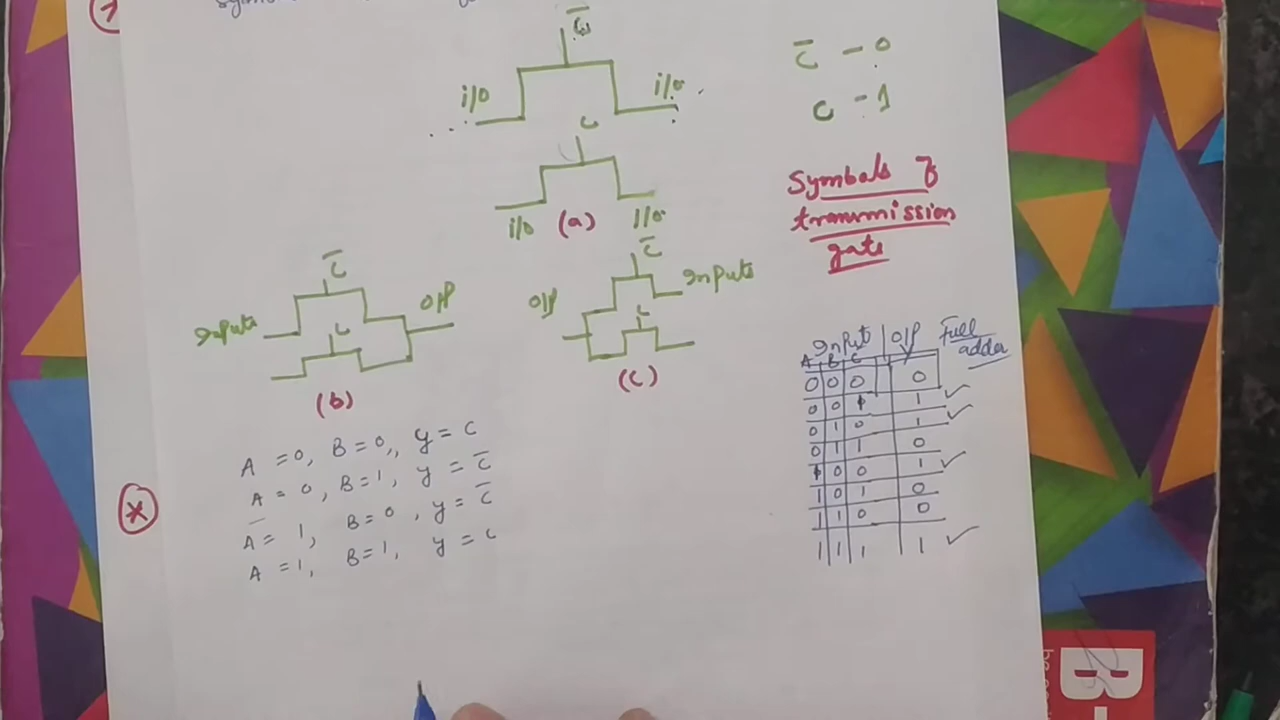 C̅
i/o
i/o
C
i/o
I/o
(a)
C̅ - 0
C - 1
Symbols of
transmission
gate
C̅
Inputs
O/P
C
(b)
C̅
O/P
Inputs
C
(c)
A = 0, B = 0, y = C
A = 0, B = 1, y = C̅
A = 1, B = 0, y = C̅
A = 1, B = 1, y = C
Input O/P Full
adder
A B C
0 0 0 0
0 0 1 1 ✓
0 1 0 1 ✓
0 1 1 0
1 0 0 1 ✓
1 0 1 0
1 1 0 0
1 1 1 1 ✓
B